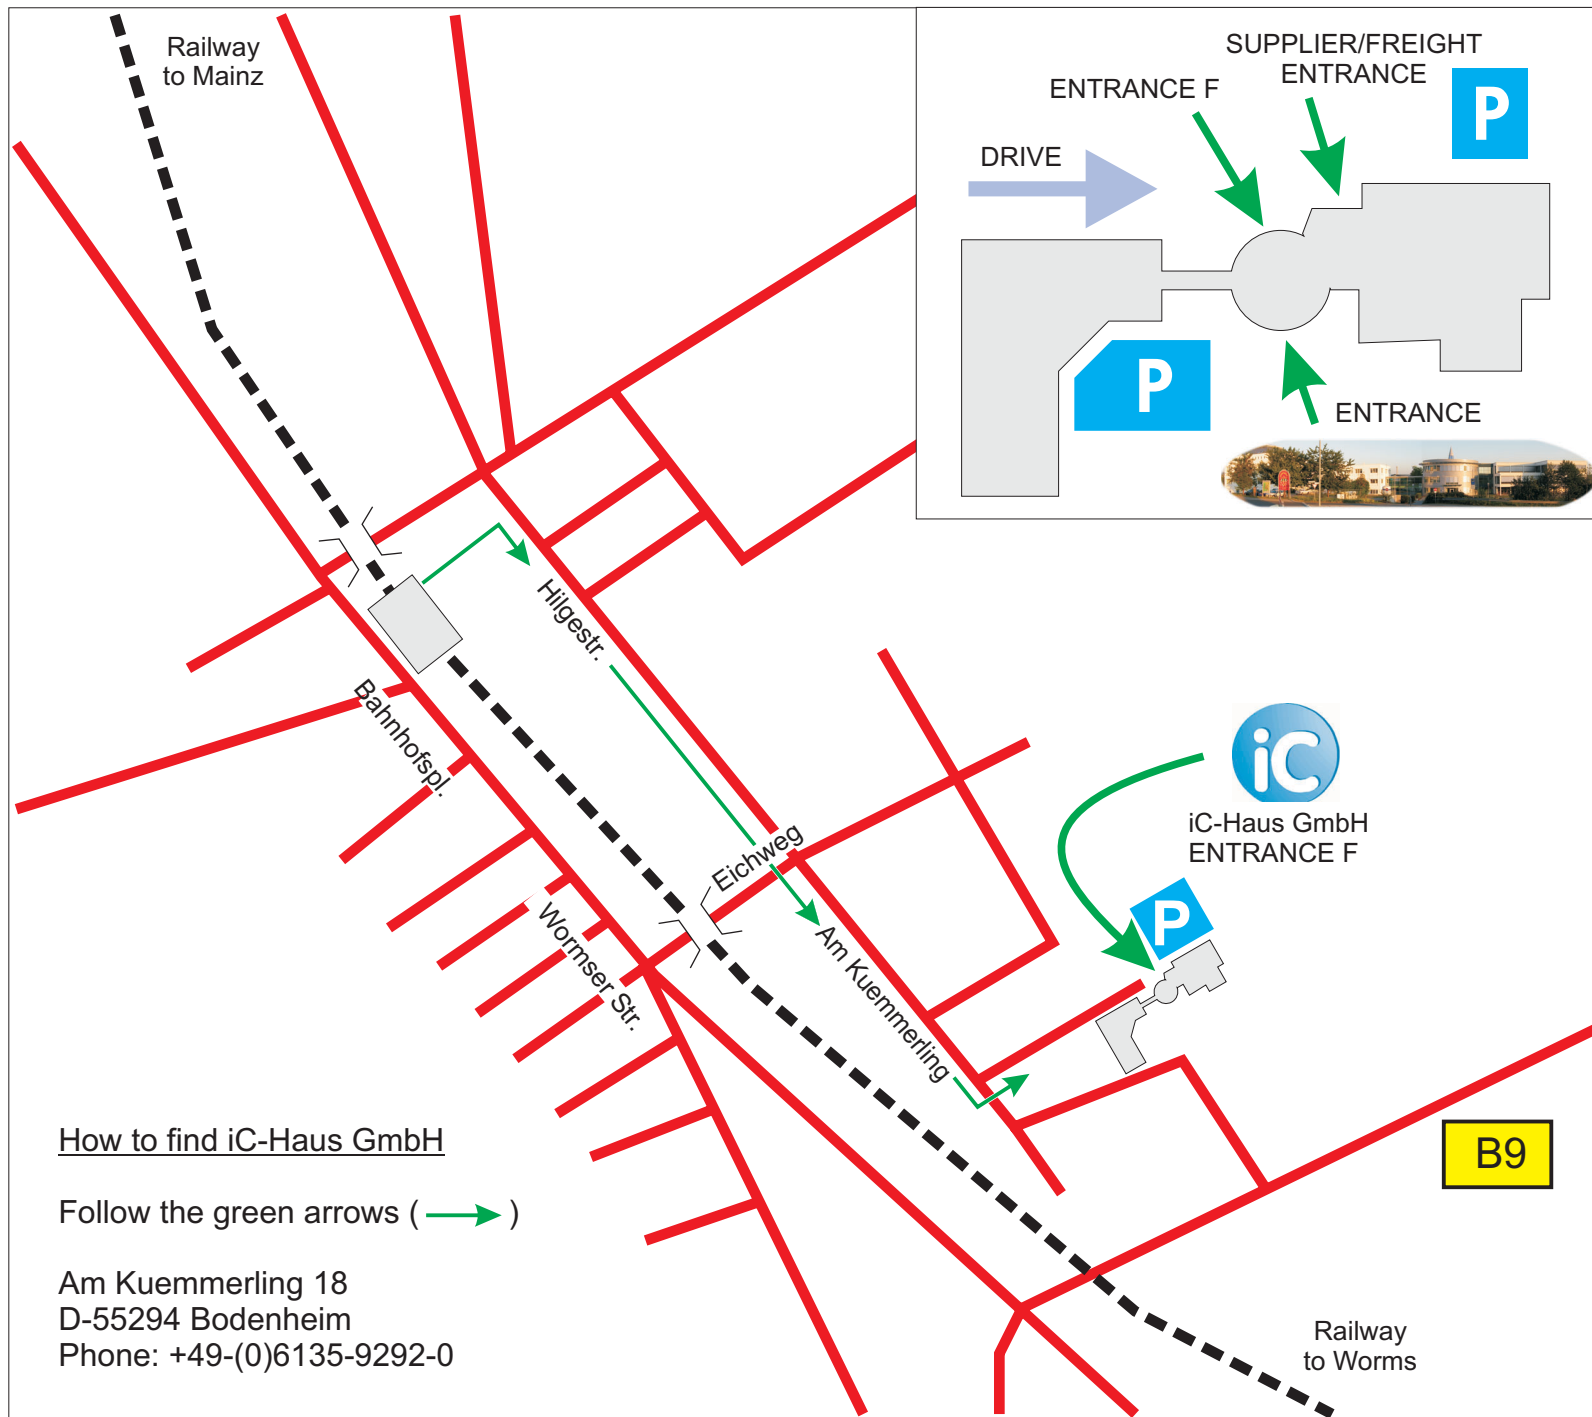 Railway
to Mainz
SUPPLIER/FREIGHT
ENTRANCE
ENTRANCE F
P
DRIVE
P
ENTRANCE
Hilgestr.
Bahnhofspl.
iC
iC-Haus GmbH
ENTRANCE F
Eichweg
P
Wormser Str.
Am Kuemmerling
How to find iC-Haus GmbH
B9
Follow the green arrows ( )
Am Kuemmerling 18
D-55294 Bodenheim
Phone: +49-(0)6135-9292-0
Railway
to Worms